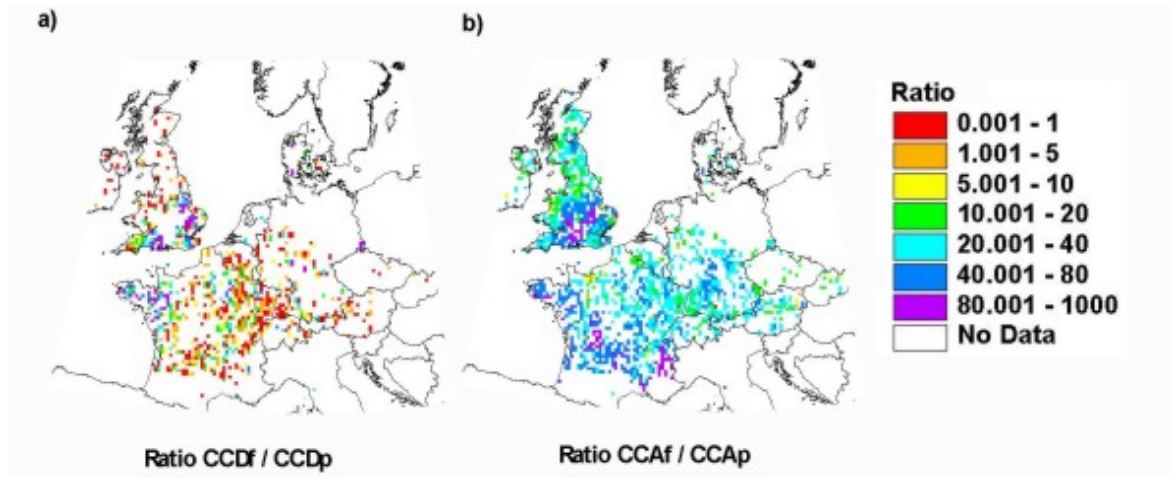 a)
b)
Ratio
0.001 - 1
1.001 - 5
5.001 - 10
10.001 - 20
20.001 - 40
40.001 - 80
80.001 - 1000
No Data
Ratio CCDf / CCDp
Ratio CCAf / CCAp